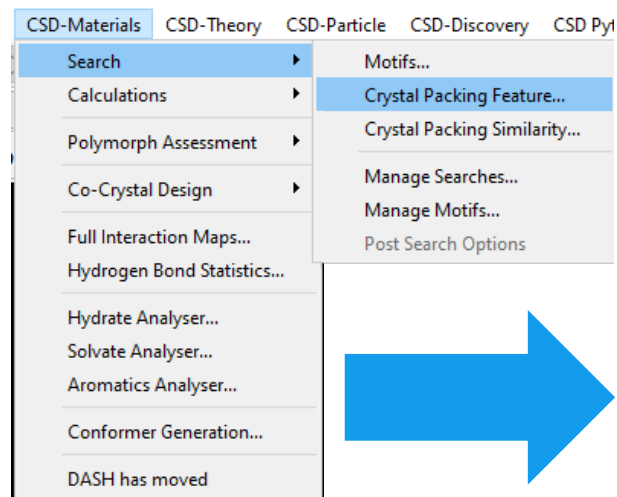 CSD-Materials CSD-Theory CSD-Particle CSD-Discovery CSD Pyt
Search
Calculations
Polymorph Assessment
Co-Crystal Design
Full Interaction Maps...
Hydrogen Bond Statistics...
Hydrate Analyser...
Solvate Analyser...
Aromatics Analyser...
Conformer Generation...
DASH has moved
Motifs...
Crystal Packing Feature...
Crystal Packing Similarity...
Manage Searches...
Manage Motifs...
Post Search Options